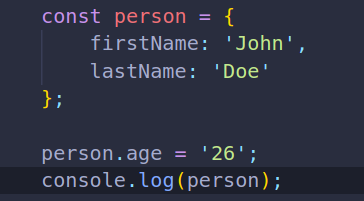 const person = {
    firstName: 'John',
    lastName: 'Doe'
};

person.age = '26';
console.log(person);